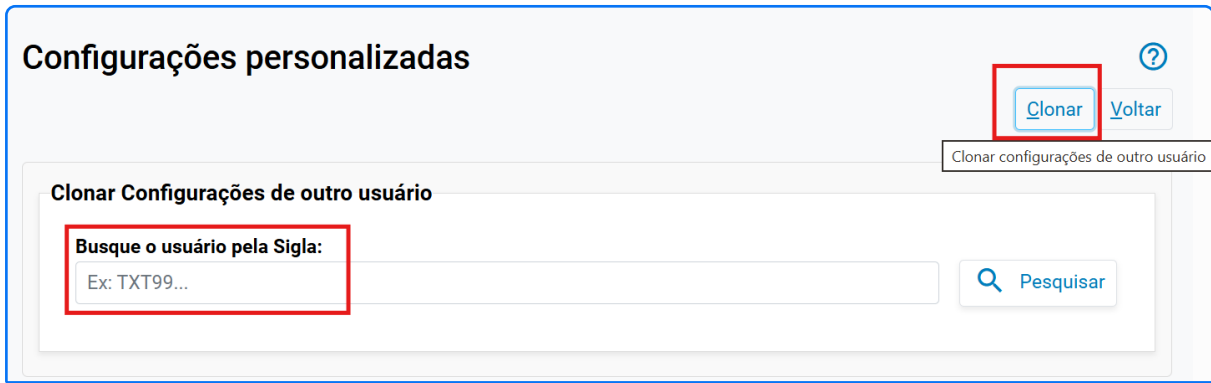 Configurações personalizadas
Clonar Voltar
Clonar configurações de outro usuário
Clonar Configurações de outro usuário
Busque o usuário pela Sigla:
Ex: TXT99...
Pesquisar